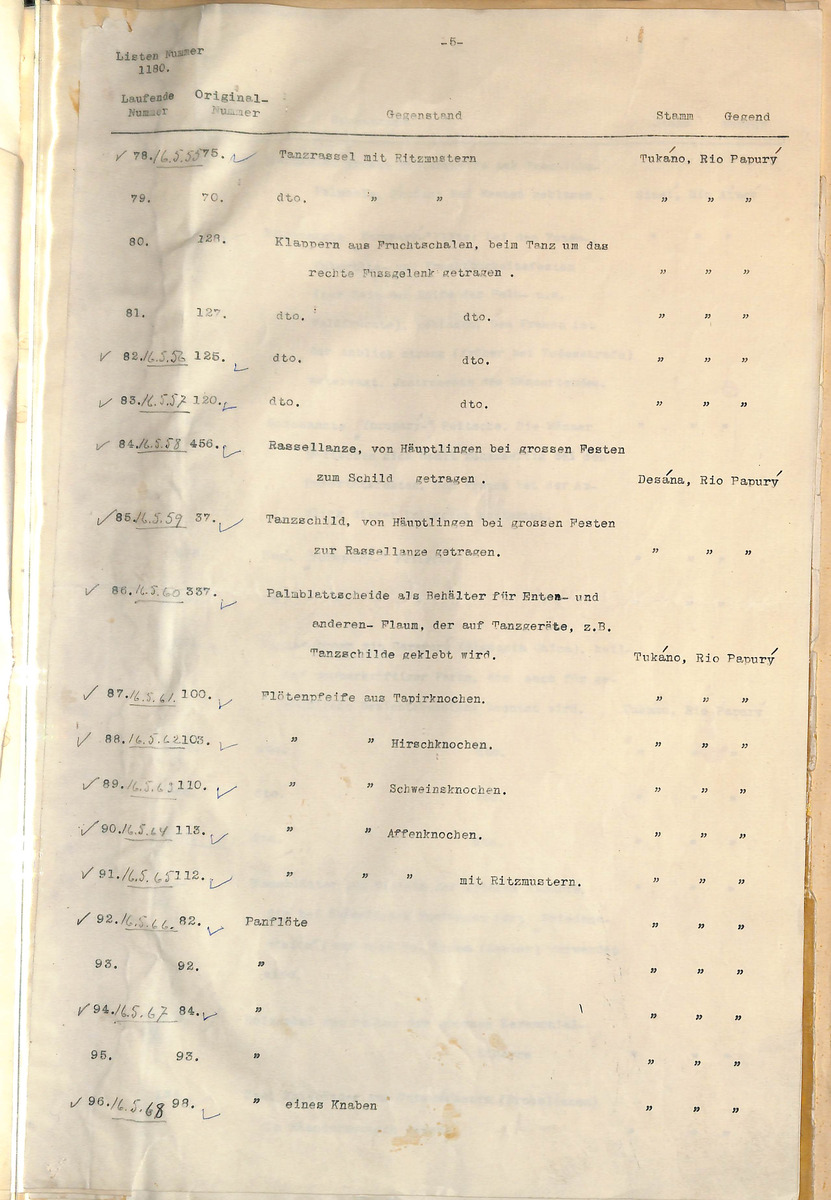 -5-
Listen Nummer
1180.
Laufende Nummer Original-Nummer Gegenstand Stamm Gegend
✓ 78. 16.5.55 75. Tanzrassel mit Ritzmustern Tukáno, Rio Papurý
79. 70. dto. " " " " "
80. 128. Klappern aus Fruchtschalen, beim Tanz um das
rechte Fussgelenk getragen . " " "
81. 127. dto. dto. " " "
✓ 82. 16.5.56 125. dto. dto. " " "
✓ 83. 16.5.57 120. dto. dto. " " "
✓ 84. 16.5.58 456. Rassellanze, von Häuptlingen bei grossen Festen
zum Schild getragen . Desána, Rio Papurý
✓ 85. 16.5.59 37. Tanzschild, von Häuptlingen bei grossen Festen
zur Rassellanze getragen. " " "
✓ 86. 16.5.60 337. Palmblattscheide als Behälter für Enten- und
anderen- Flaum, der auf Tanzgeräte, z.B.
Tanzschilde geklebt wird. Tukáno, Rio Papurý
✓ 87. 16.5.61. 100. Flötenpfeife aus Tapirknochen. " " "
✓ 88. 16.5.62 103. " " Hirschknochen. " " "
✓ 89. 16.5.63 110. " " Schweinsknochen. " " "
✓ 90. 16.5.64 113. " " Affenknochen. " " "
✓ 91. 16.5.65 112. " " " mit Ritzmustern. " " "
✓ 92. 16.5.66. 82. Panflöte " " "
93. 92. " " " "
✓ 94. 16.5.67 84. " " " "
95. 93. " " " "
✓ 96. 16.5.68 98. " eines Knaben " " "